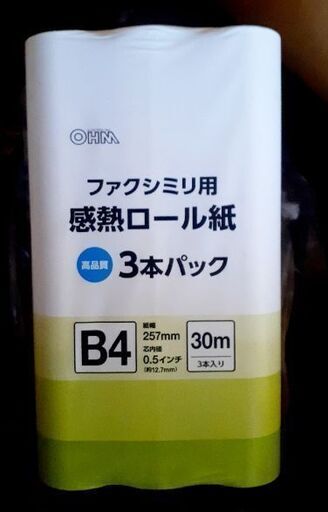 OHM
ファクシミリ用
感熱ロール紙
高品質 3本パック
B4
紙幅
257mm
芯内径
0.5インチ
(約12.7mm)
30m
3本入り